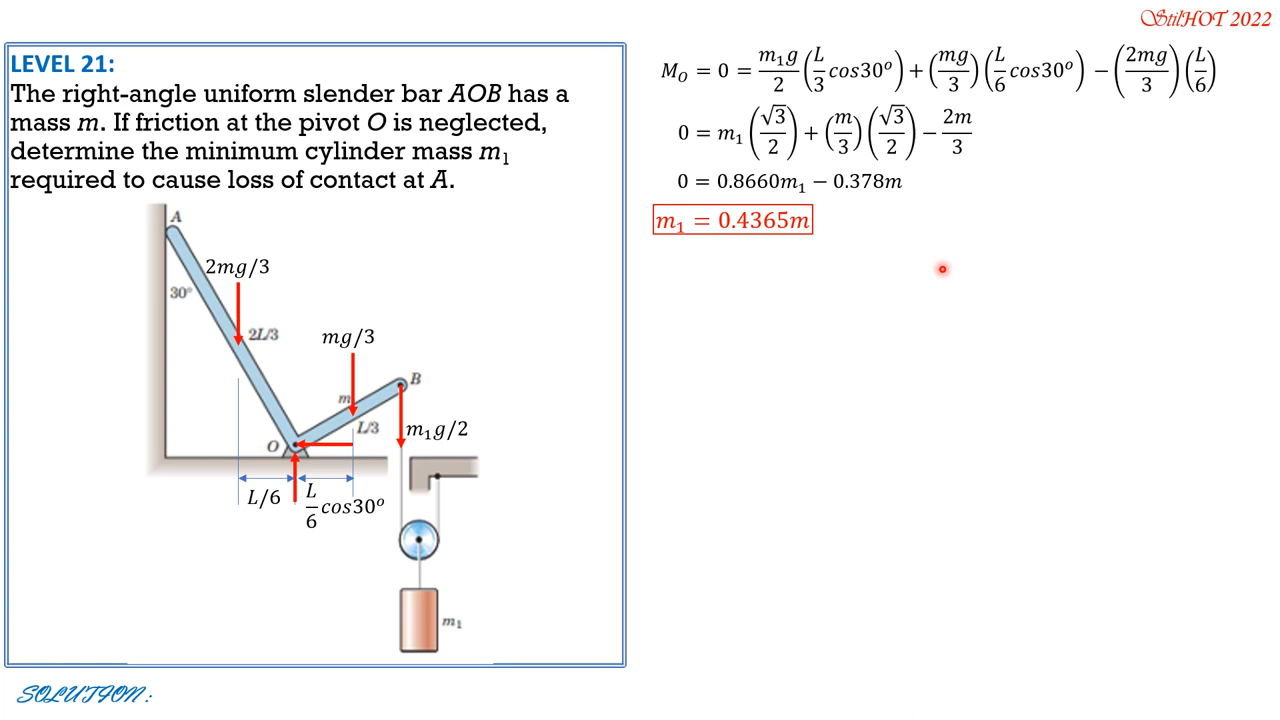 StilHOT 2022
LEVEL 21:
The right-angle uniform slender bar AOB has a
mass m. If friction at the pivot O is neglected,
determine the minimum cylinder mass m₁
required to cause loss of contact at A.
A
2mg/3
30°
2L/3
mg/3
B
m
L/3
m₁g/2
O
L/6
L/6 cos30°
m₁
SOLUTION:
M_O = 0 = m₁g/2 (L/3 cos30°) + (mg/3)(L/6 cos30°) − (2mg/3)(L/6)
0 = m₁(√3/2) + (m/3)(√3/2) − 2m/3
0 = 0.8660m₁ − 0.378m
m₁ = 0.4365m